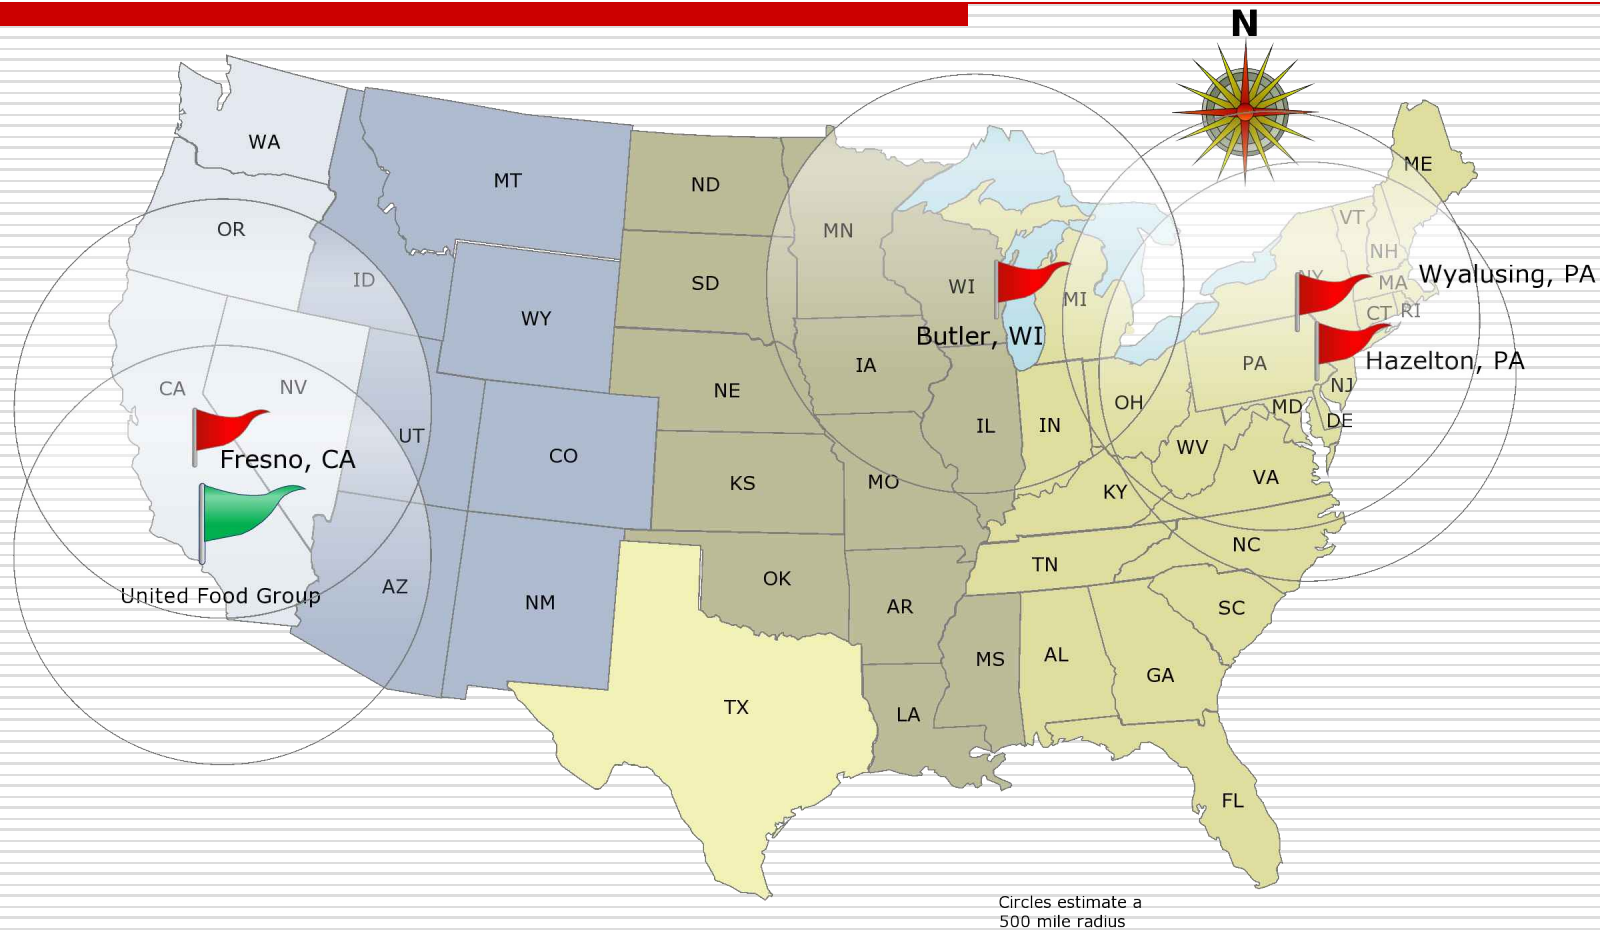 N
WA
MT
ND
ME
OR
MN
VT
ID
SD
WI
MI
NH
NY
MA
Wyalusing, PA
WY
CT
RI
Butler, WI
CA
NV
NE
IA
OH
PA
Hazelton, PA
NJ
MD
DE
UT
CO
IL
IN
WV
Fresno, CA
KS
MO
KY
VA
United Food Group
AZ
NM
OK
AR
TN
NC
SC
TX
LA
MS
AL
GA
FL
Circles estimate a
500 mile radius